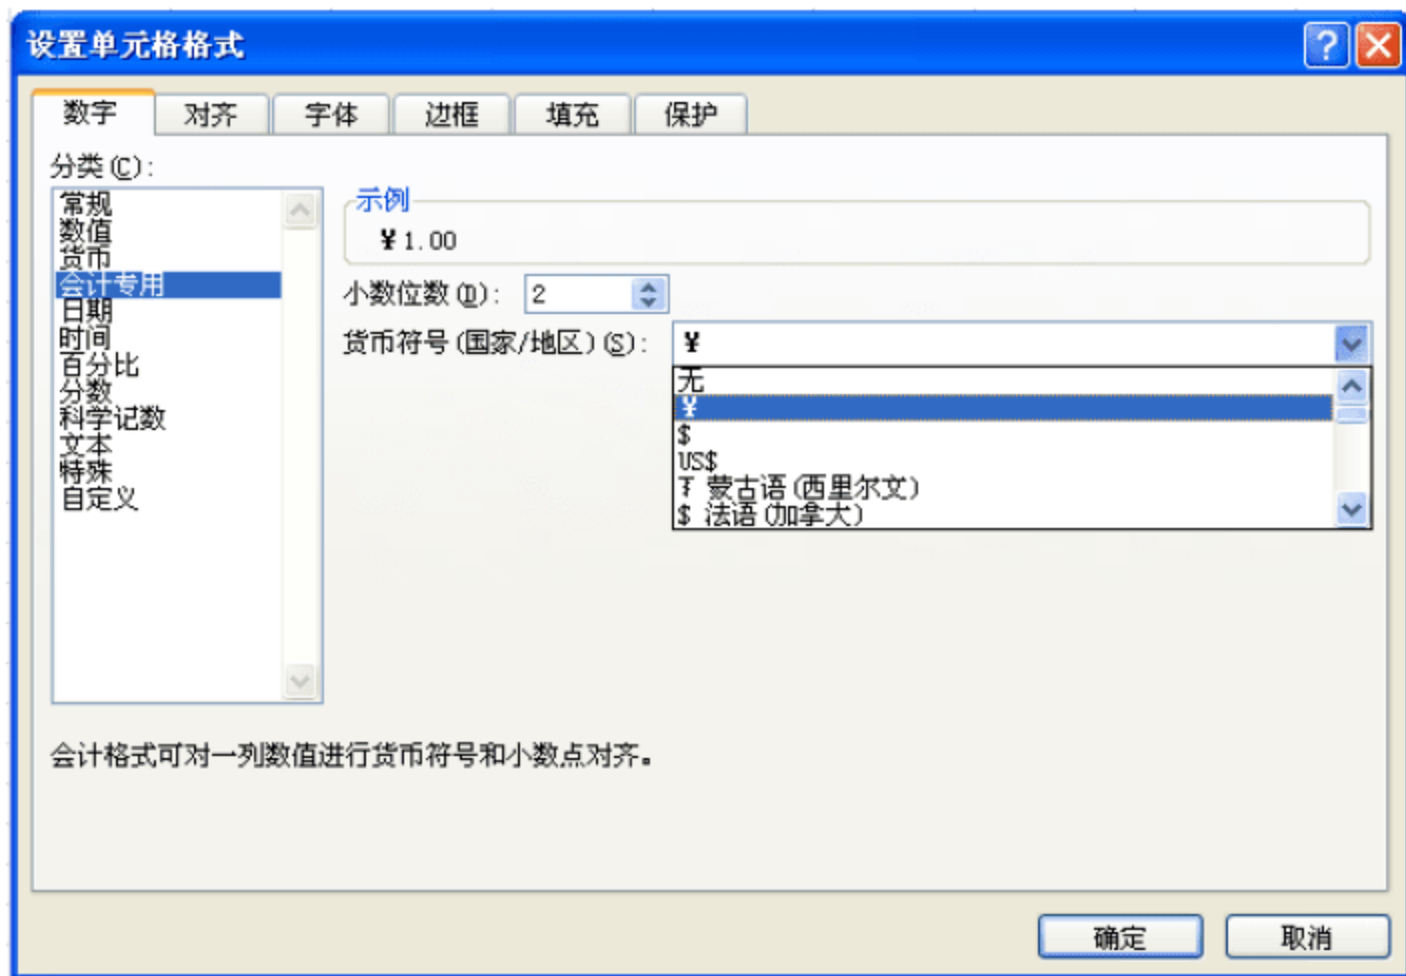 设置单元格格式
数字 对齐 字体 边框 填充 保护
分类(C):
常规
数值
货币
会计专用
日期
时间
百分比
分数
科学记数
文本
特殊
自定义
示例
¥1.00
小数位数(D): 2
货币符号(国家/地区)(S): ¥
无
¥
$
US$
₮ 蒙古语(西里尔文)
$ 法语(加拿大)
会计格式可对一列数值进行货币符号和小数点对齐。
确定 取消